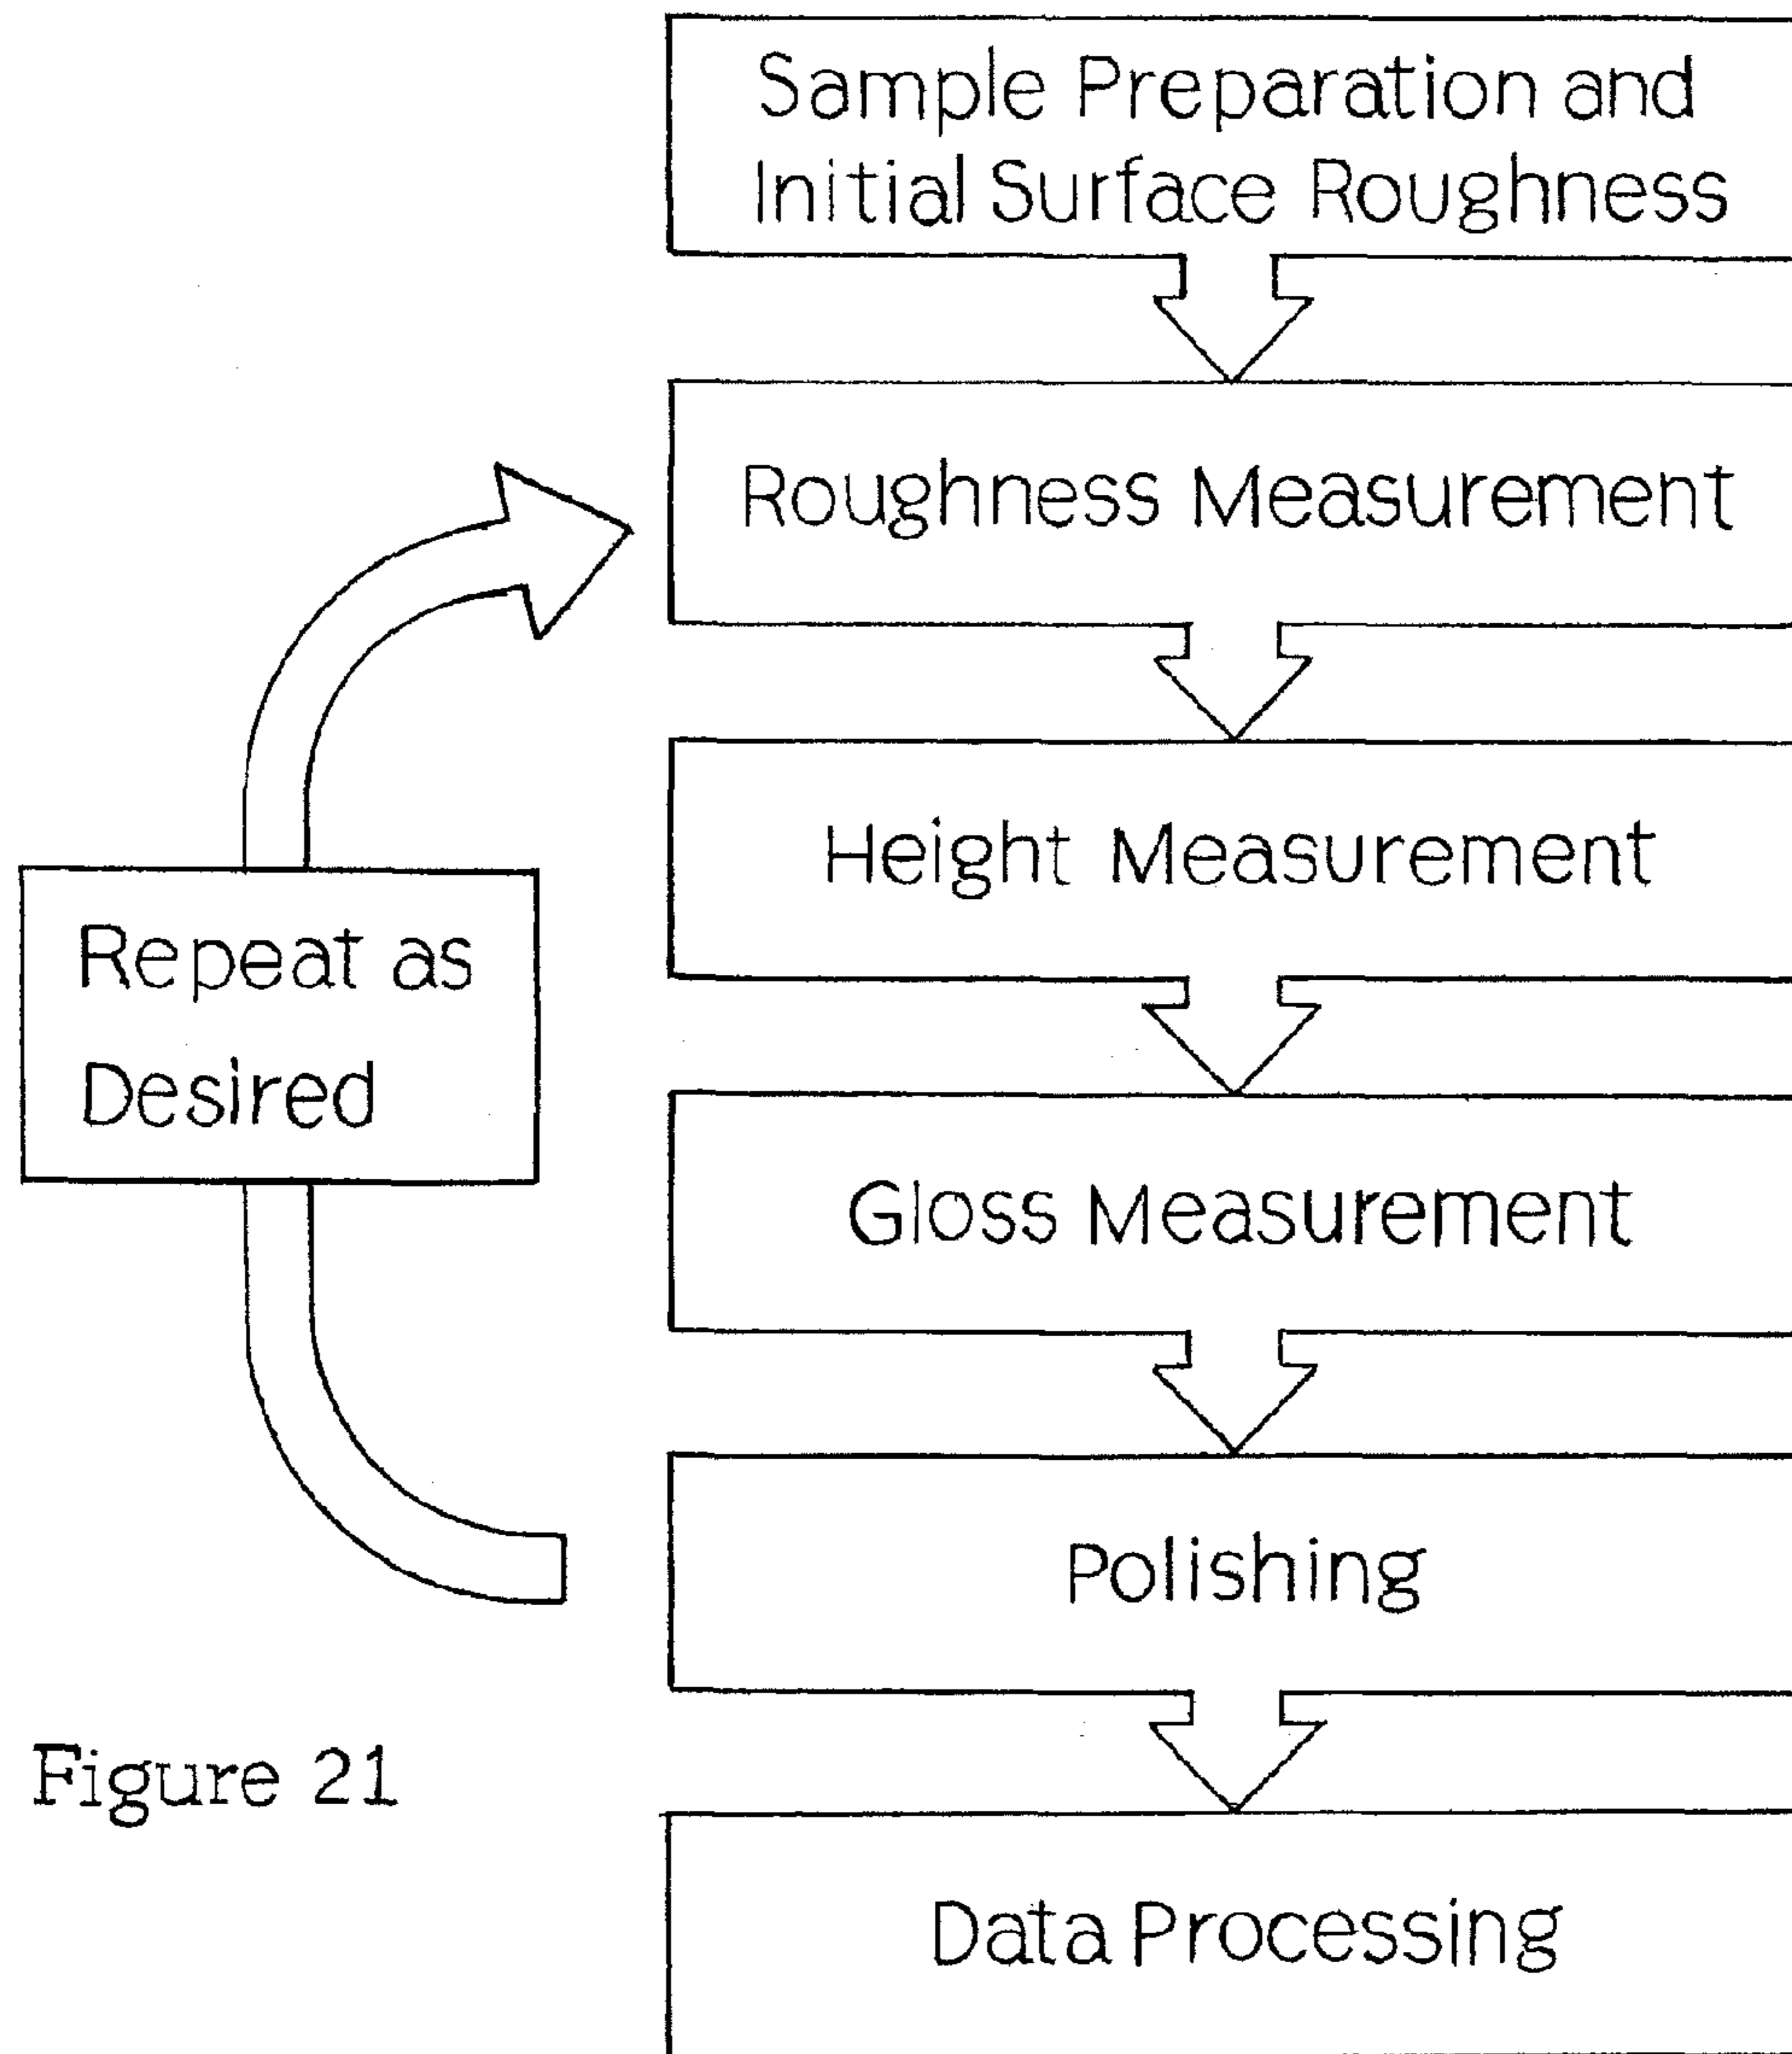 Sample Preparation and
Initial Surface Roughness
Roughness Measurement
Height Measurement
Repeat as
Desired
Gloss Measurement
Polishing
Figure 21
Data Processing